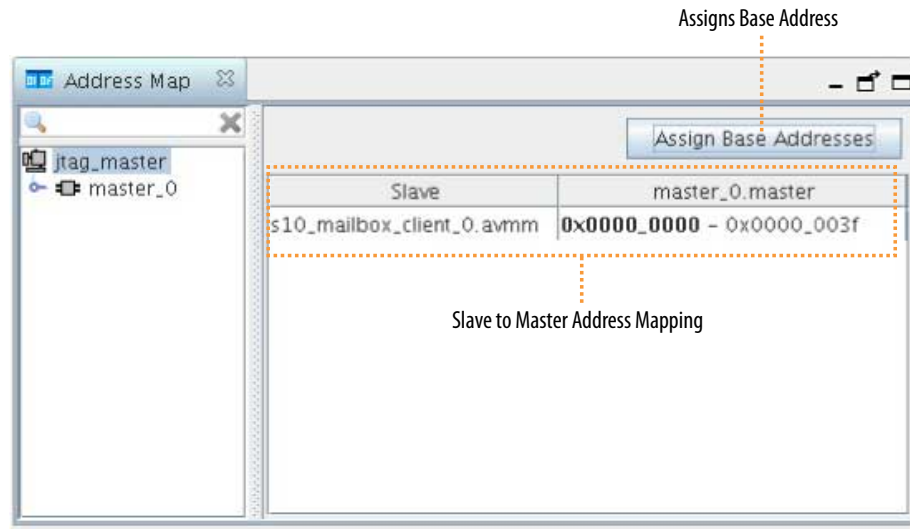 Assigns Base Address
Address Map
Assign Base Addresses
jtag_master
master_0
Slave master_0.master
s10_mailbox_client_0.avmm 0x0000_0000 - 0x0000_003f
Slave to Master Address Mapping